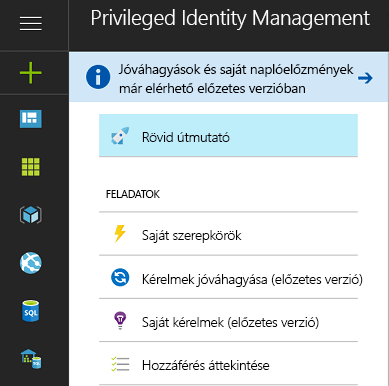 Privileged Identity Management
Jóváhagyások és saját naplóelőzmények
már elérhető előzetes verzióban
Rövid útmutató
FELADATOK
Saját szerepkörök
Kérelmek jóváhagyása (előzetes verzió)
Saját kérelmek (előzetes verzió)
SQL
Hozzáférés áttekintése